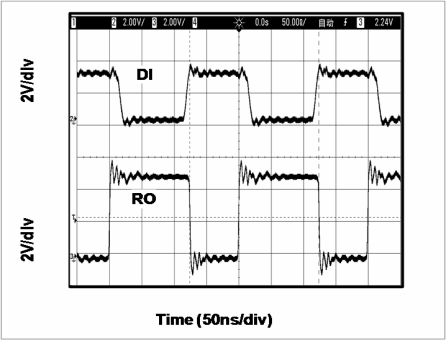 1 2 2.00V/ 3 2.00V/ 4 0.0s 50.00s/ 自动 3 2.24V
DI
2V/div
RO
2V/div
Time (50ns/div)